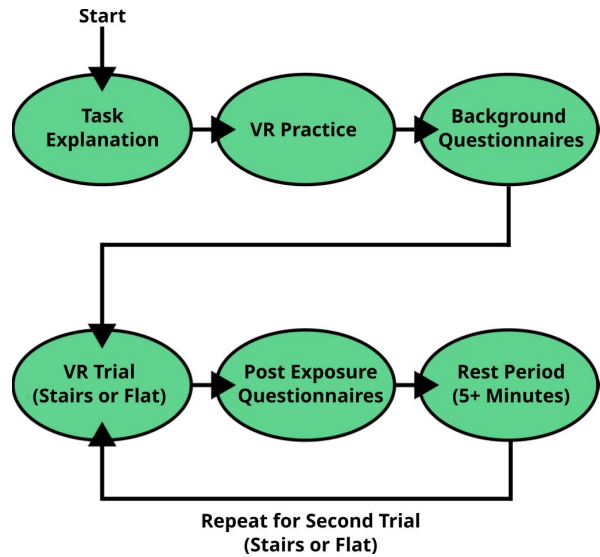 Start
Task
Explanation
VR Practice
Background
Questionnaires
VR Trial
(Stairs or Flat)
Post Exposure
Questionnaires
Rest Period
(5+ Minutes)
Repeat for Second Trial
(Stairs or Flat)